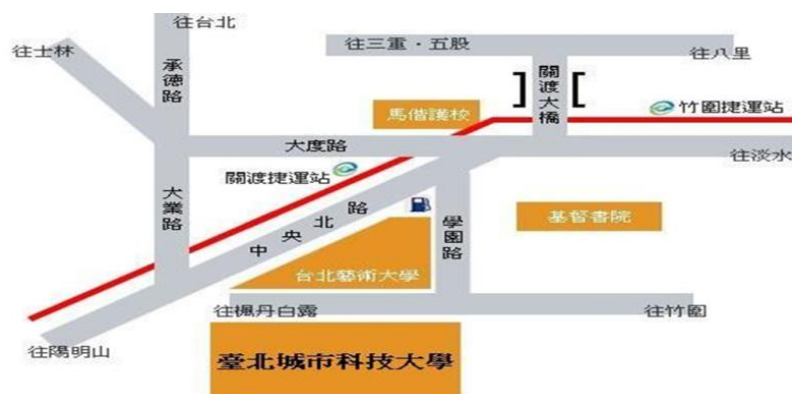 往台北
往士林
往三重．五股
往八里
承德路
關渡大橋
馬偕護校
竹圍捷運站
大度路
往淡水
關渡捷運站
大業路
中央北路
學園路
基督書院
台北藝術大學
往楓丹白露
往竹圍
往陽明山
臺北城市科技大學